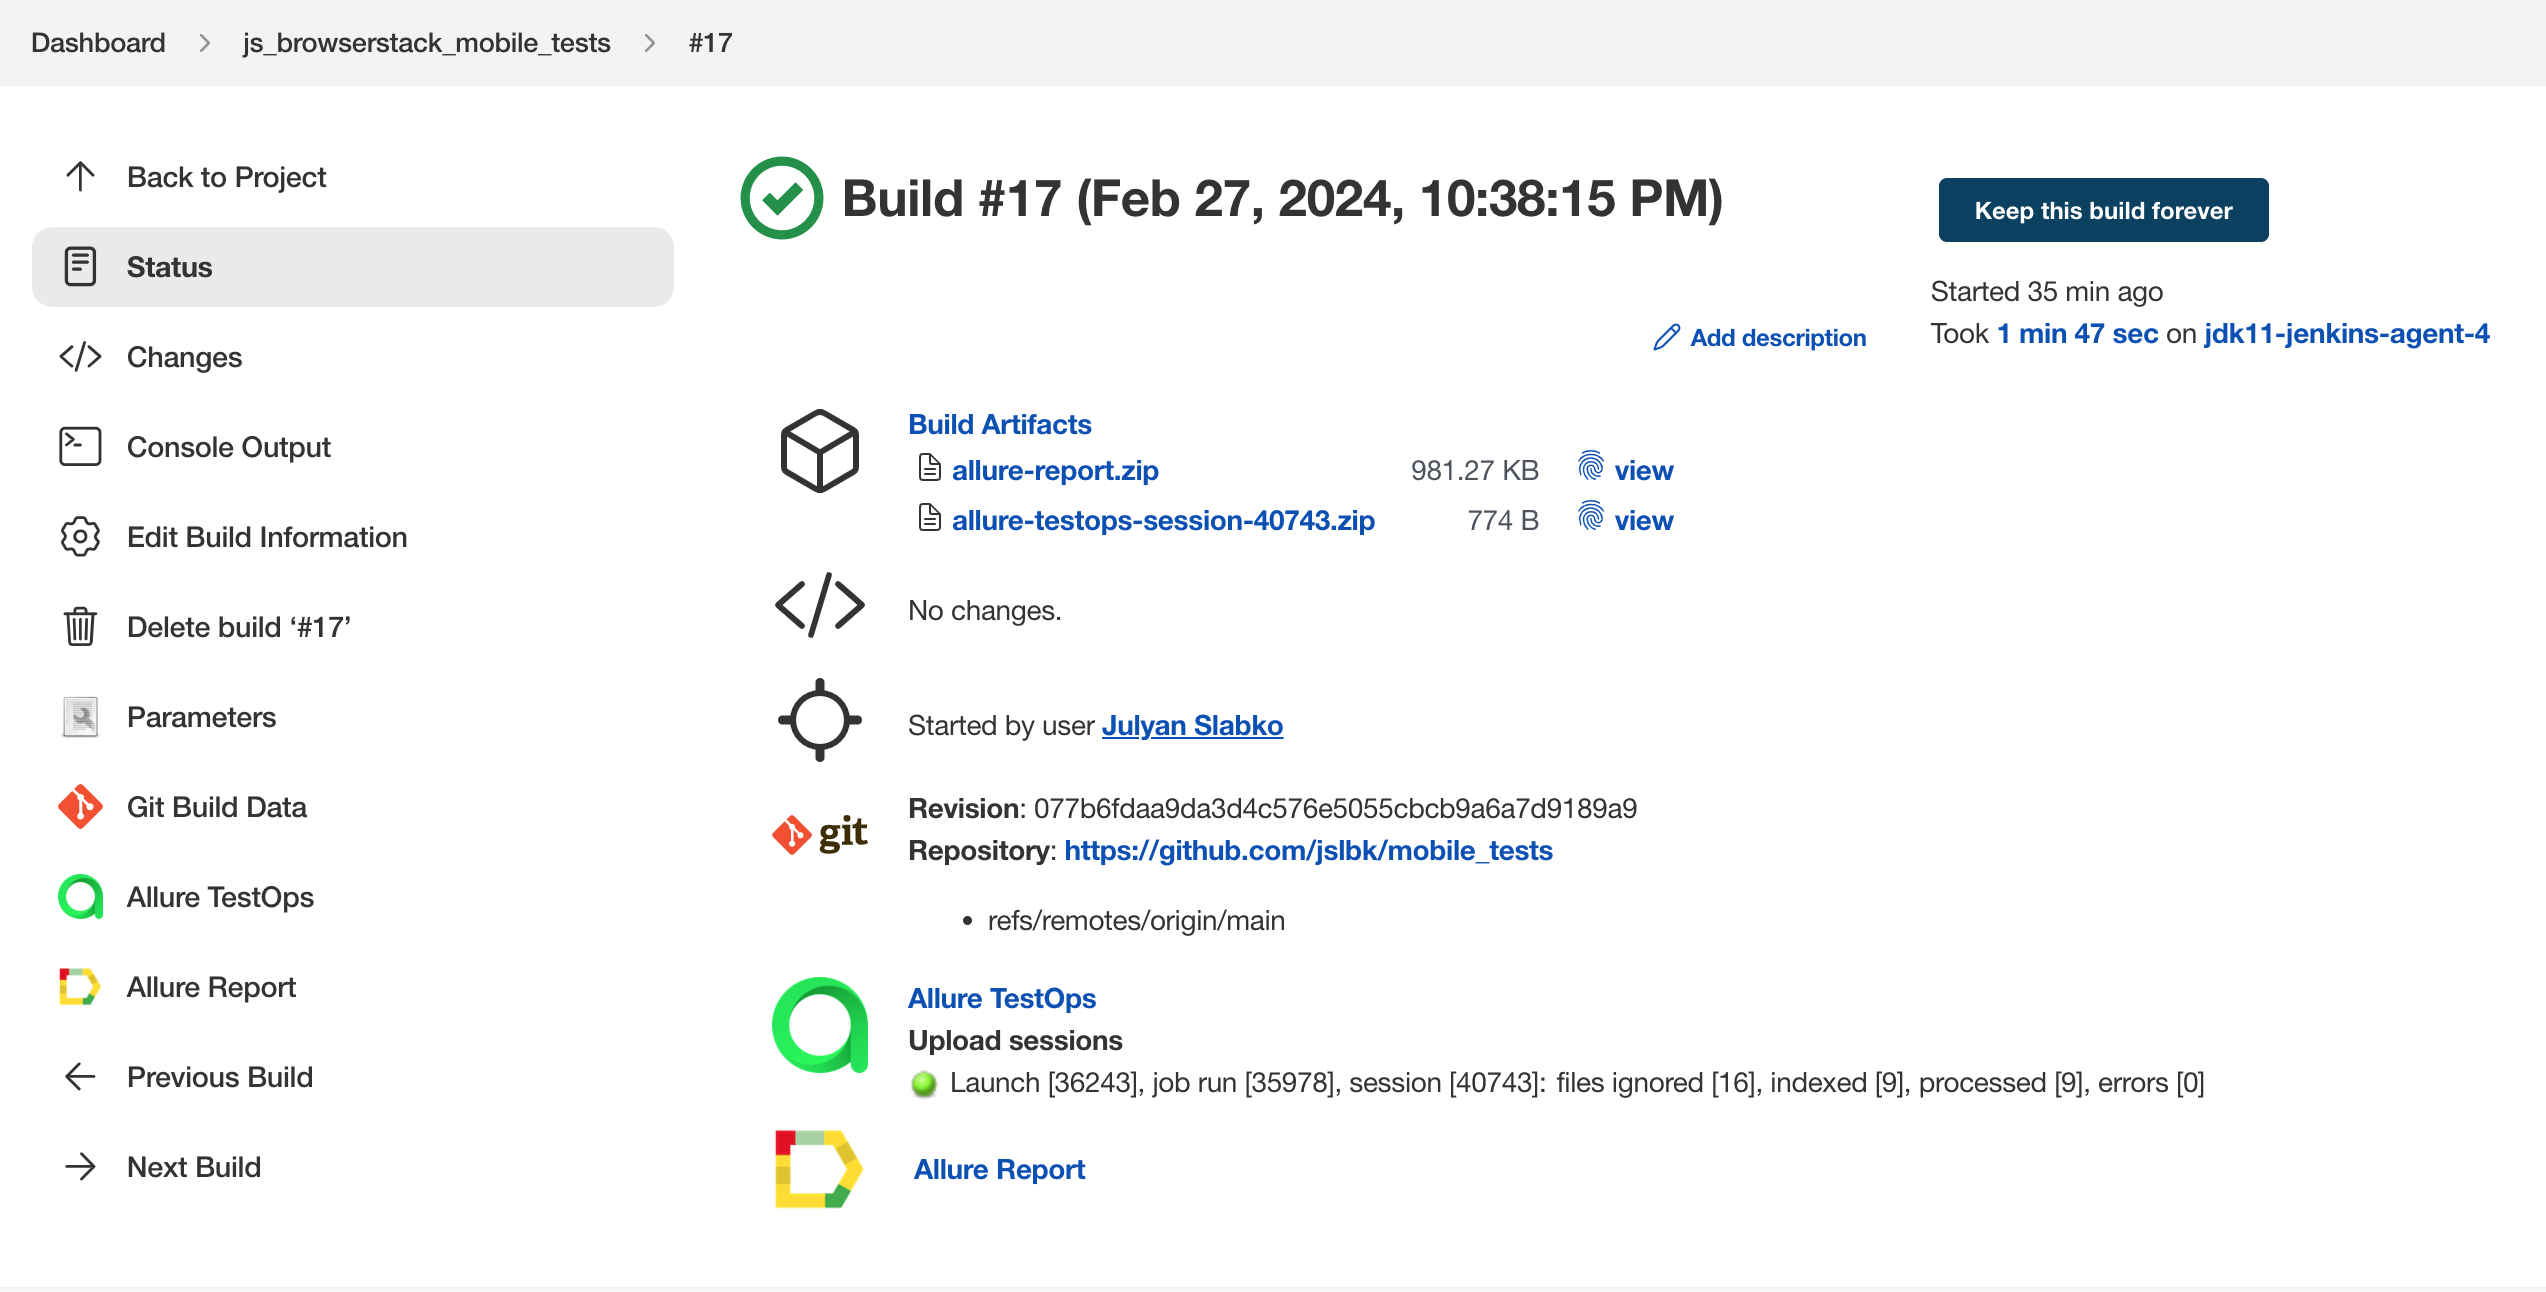 Dashboard > js_browserstack_mobile_tests > #17
Back to Project
Status
Changes
Console Output
Edit Build Information
Delete build ‘#17’
Parameters
Git Build Data
Allure TestOps
Allure Report
Previous Build
Next Build
Build #17 (Feb 27, 2024, 10:38:15 PM)
Keep this build forever
Started 35 min ago
Took 1 min 47 sec on jdk11-jenkins-agent-4
Add description
Build Artifacts
allure-report.zip 981.27 KB view
allure-testops-session-40743.zip 774 B view
No changes.
Started by user Julyan Slabko
git
Revision: 077b6fdaa9da3d4c576e5055cbcb9a6a7d9189a9
Repository: https://github.com/jslbk/mobile_tests
• refs/remotes/origin/main
Allure TestOps
Upload sessions
Launch [36243], job run [35978], session [40743]: files ignored [16], indexed [9], processed [9], errors [0]
Allure Report